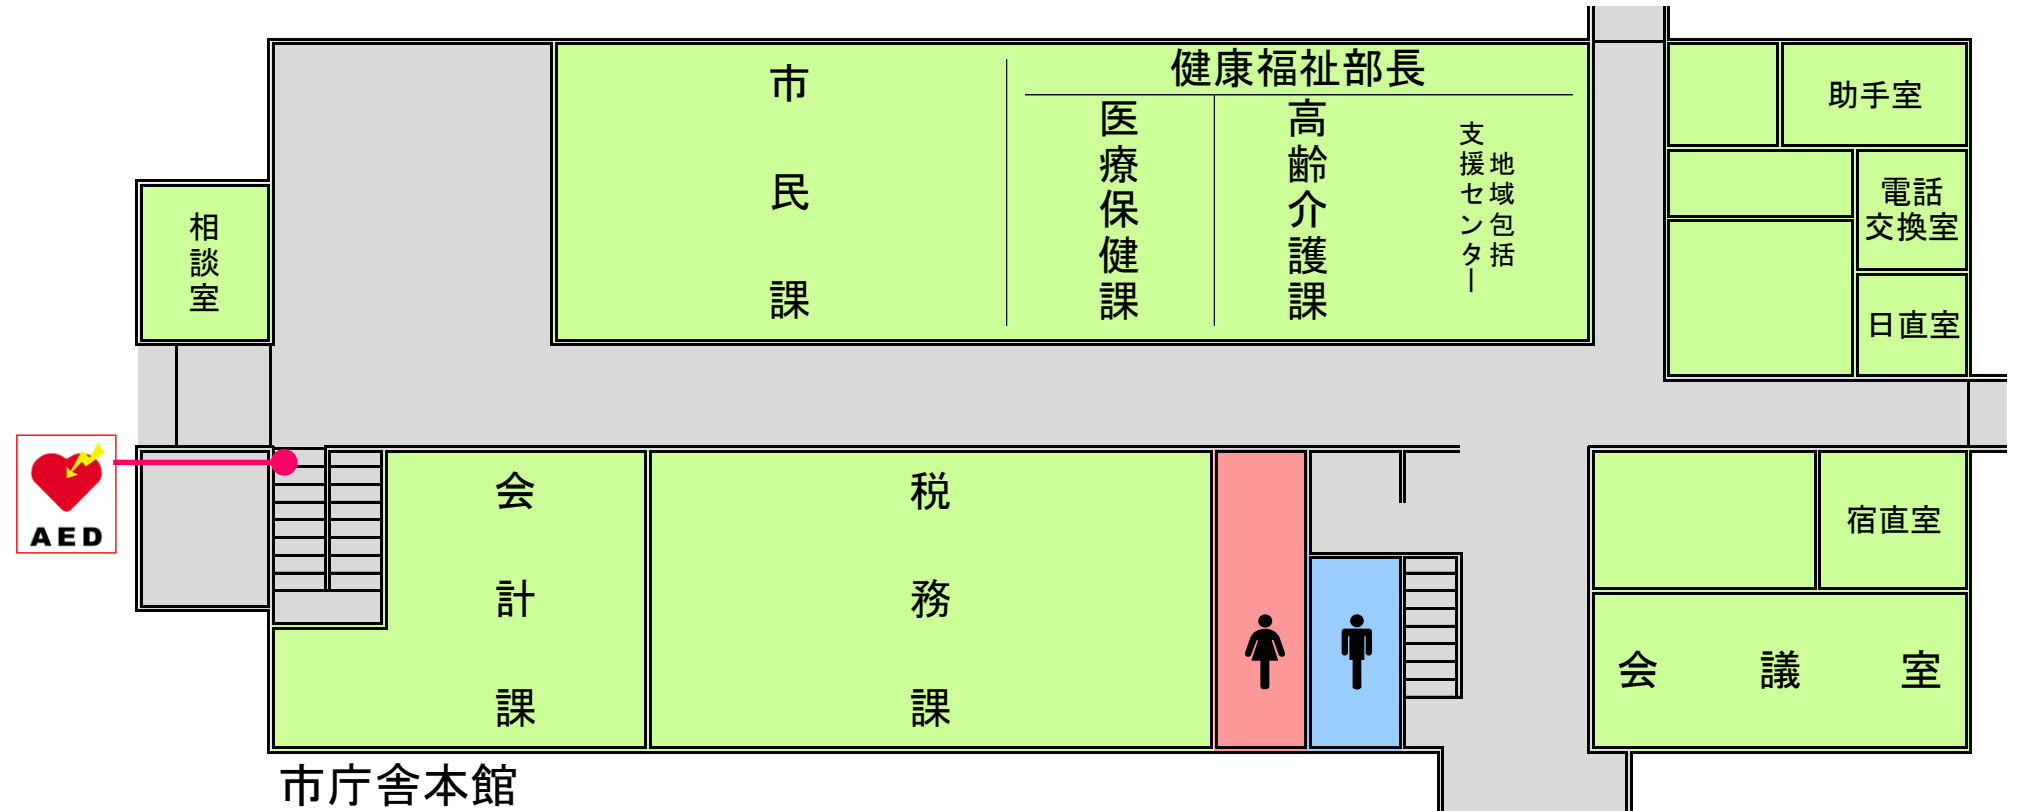 市民課
健康福祉部長
医療保健課
高齢介護課
地域包括
支援センター
助手室
電話
交換室
日直室
相談室
AED
会計課
税務課
宿直室
会議室
市庁舎本館